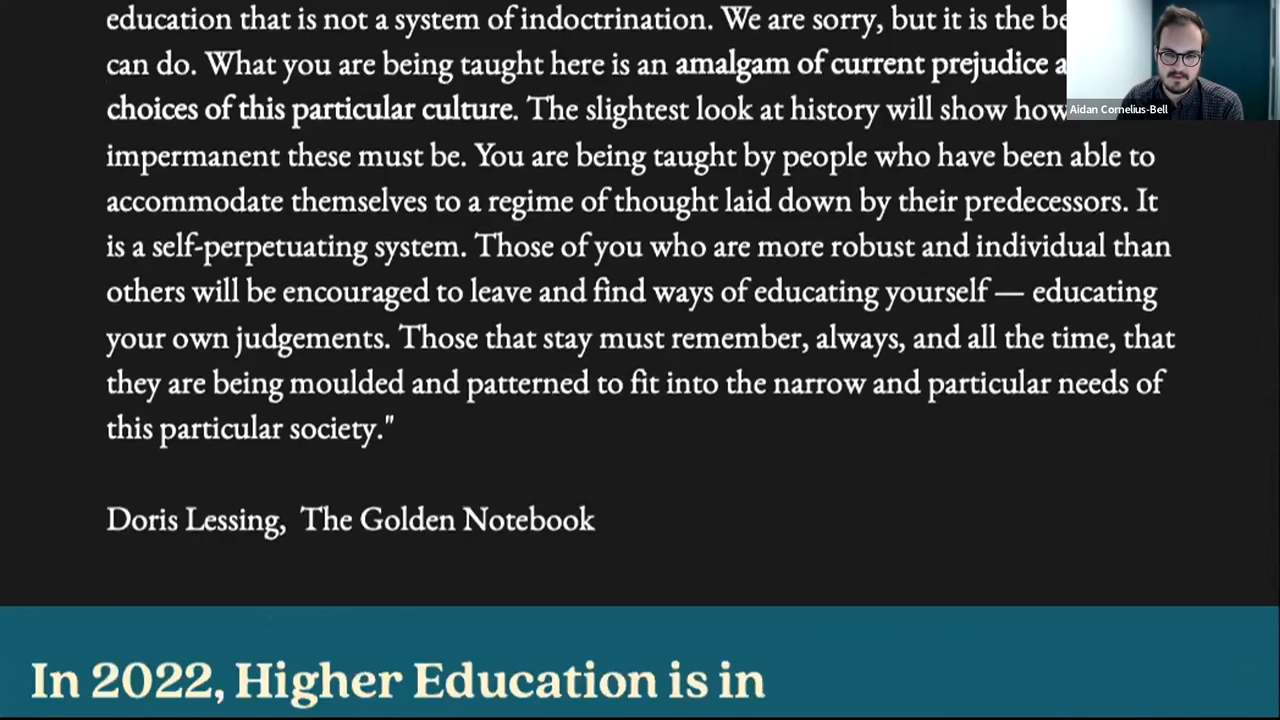 education that is not a system of indoctrination. We are sorry, but it is the be
can do. What you are being taught here is an amalgam of current prejudice a
Aidan Cornelius-Bell
choices of this particular culture. The slightest look at history will show how
impermanent these must be. You are being taught by people who have been able to
accommodate themselves to a regime of thought laid down by their predecessors. It
is a self-perpetuating system. Those of you who are more robust and individual than
others will be encouraged to leave and find ways of educating yourself — educating
your own judgements. Those that stay must remember, always, and all the time, that
they are being moulded and patterned to fit into the narrow and particular needs of
this particular society."
Doris Lessing, The Golden Notebook
In 2022, Higher Education is in